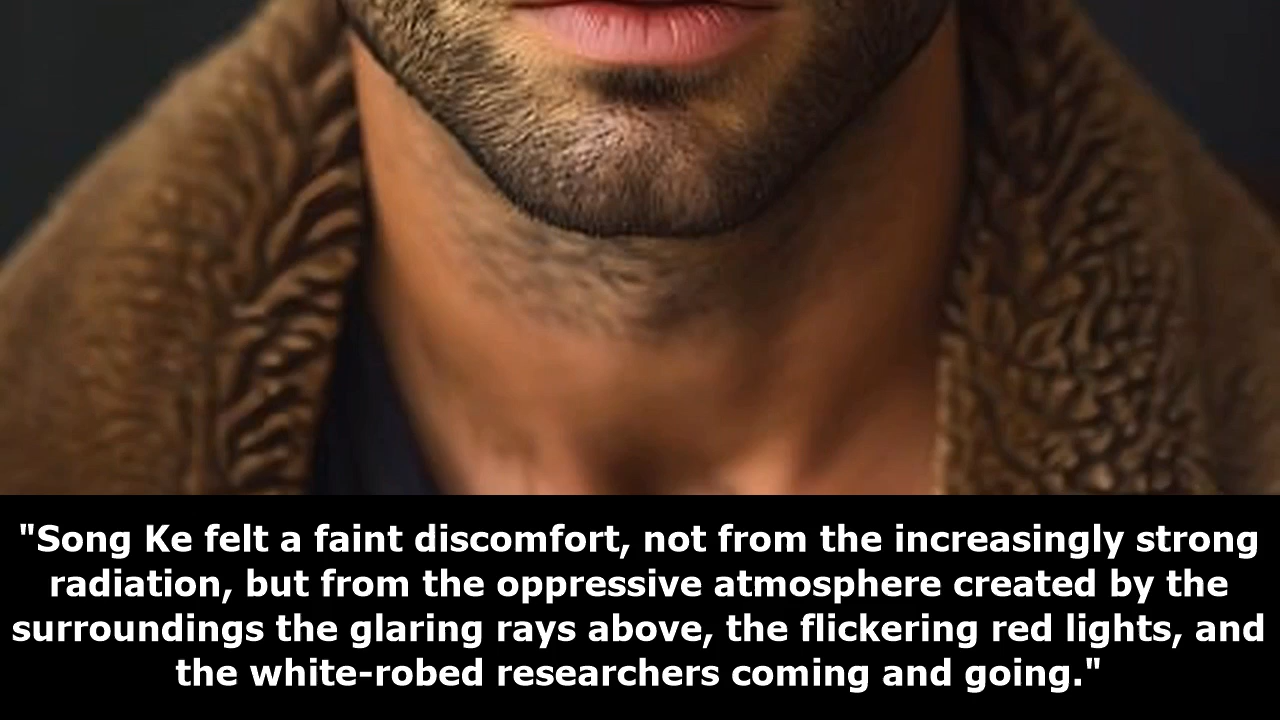 "Song Ke felt a faint discomfort, not from the increasingly strong
radiation, but from the oppressive atmosphere created by the
surroundings the glaring rays above, the flickering red lights, and
the white-robed researchers coming and going."